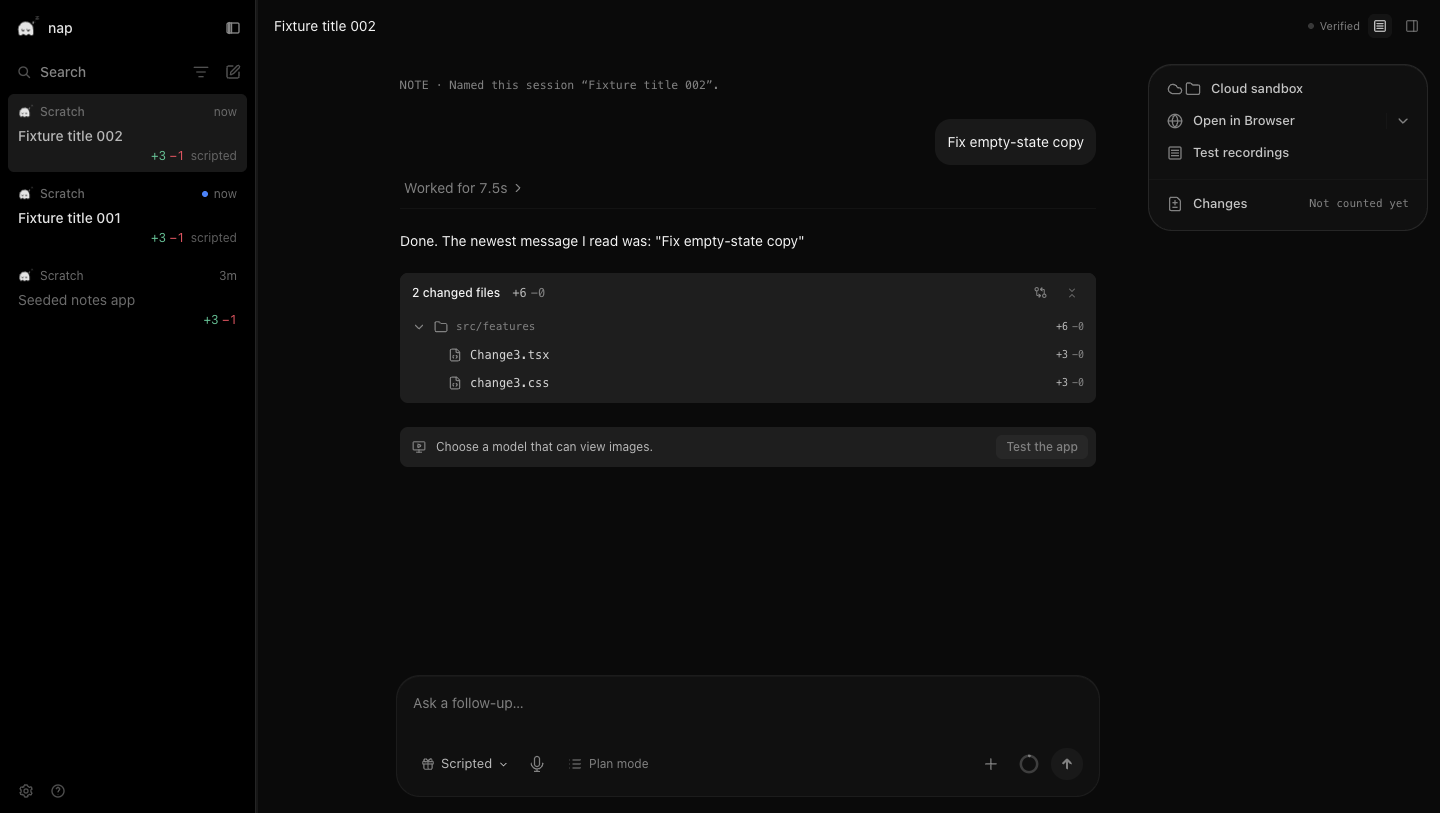 nap
Search
Scratch now
Fixture title 002
+3 −1 scripted
Scratch now
Fixture title 001
+3 −1 scripted
Scratch 3m
Seeded notes app
+3 −1
Fixture title 002
Verified
NOTE · Named this session “Fixture title 002”.
Fix empty-state copy
Worked for 7.5s
Done. The newest message I read was: "Fix empty-state copy"
2 changed files +6 −0
src/features +6 −0
Change3.tsx +3 −0
change3.css +3 −0
Choose a model that can view images. Test the app
Cloud sandbox
Open in Browser
Test recordings
Changes Not counted yet
Ask a follow-up…
Scripted Plan mode